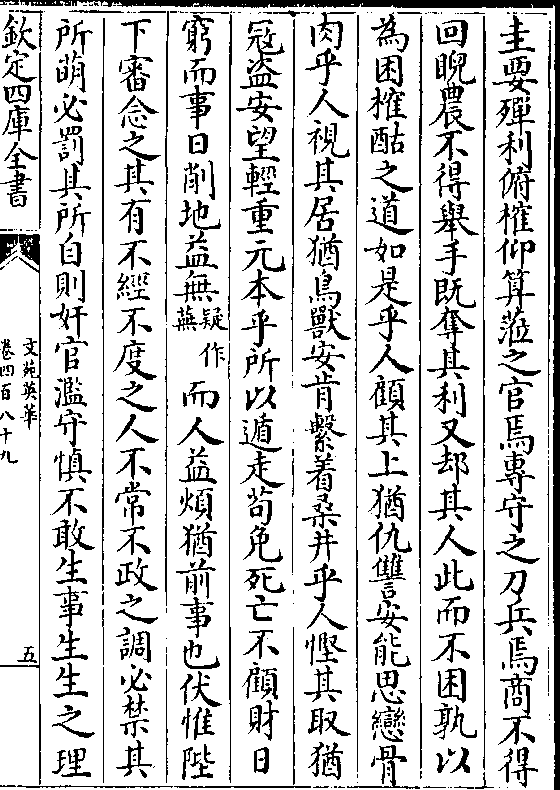 圭要殫利俯榷仰算蒞之官焉專守之刀兵焉商不得
回睨農不得舉手既奪其利又却其人此而不困孰以
為困榷酤之道如是乎人顧其上猶仇讐安能思戀骨
肉乎人視其居猶鳥獸安肯繫着桑井乎人慳其取猶
冦盗安望輕重元本乎所以遁走苟免死亡不顧財日
窮而事日削地益無疑作蕪而人益煩猶前事也伏惟陛
下審念之其有不經不度之人不常不政之調必禁其
所萌必罰其所自則奸官濫守慎不敢生事生生之理
欽定四庫全書
文苑英華
卷四百八十九
五